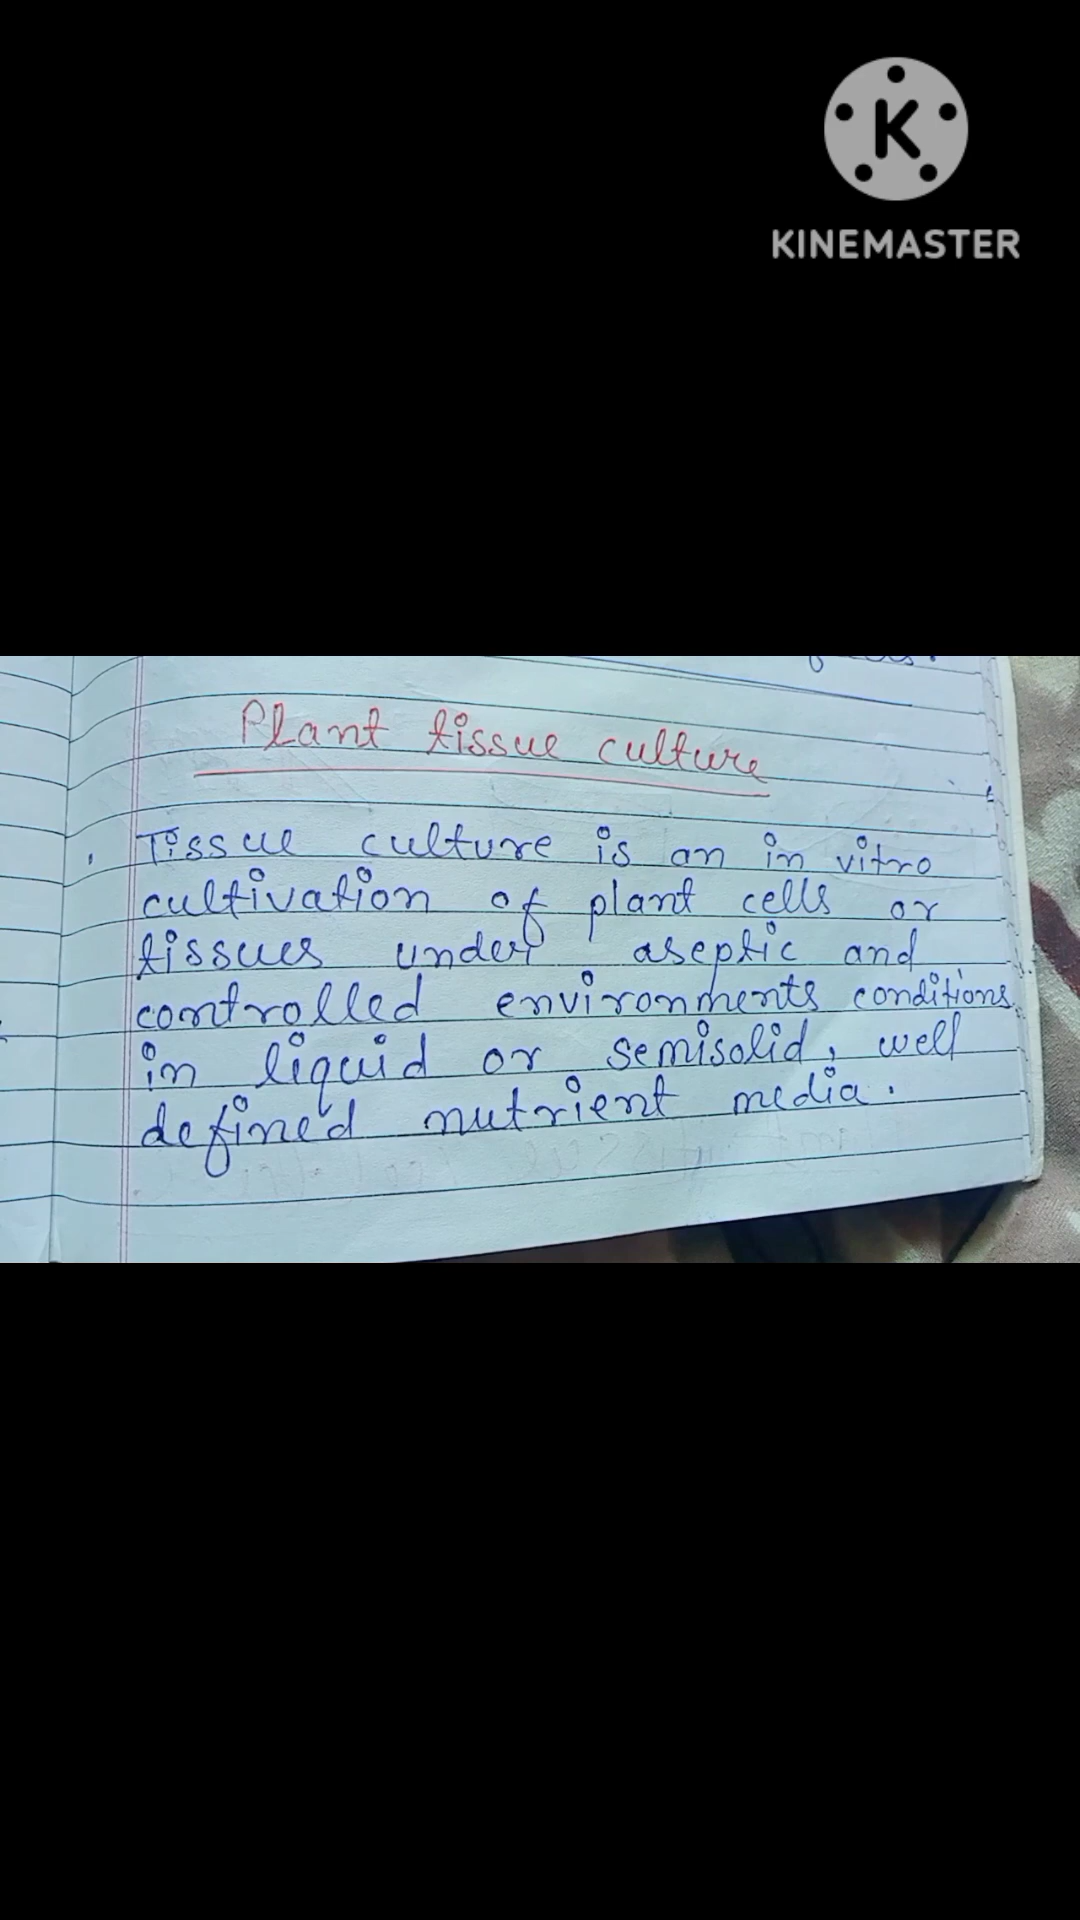 KINEMASTER
Plant tissue culture
Tissue culture is an in vitro
cultivation of plant cells or
tissues under aseptic and
controlled environments conditions
in liquid or semisolid, well
defined nutrient media.